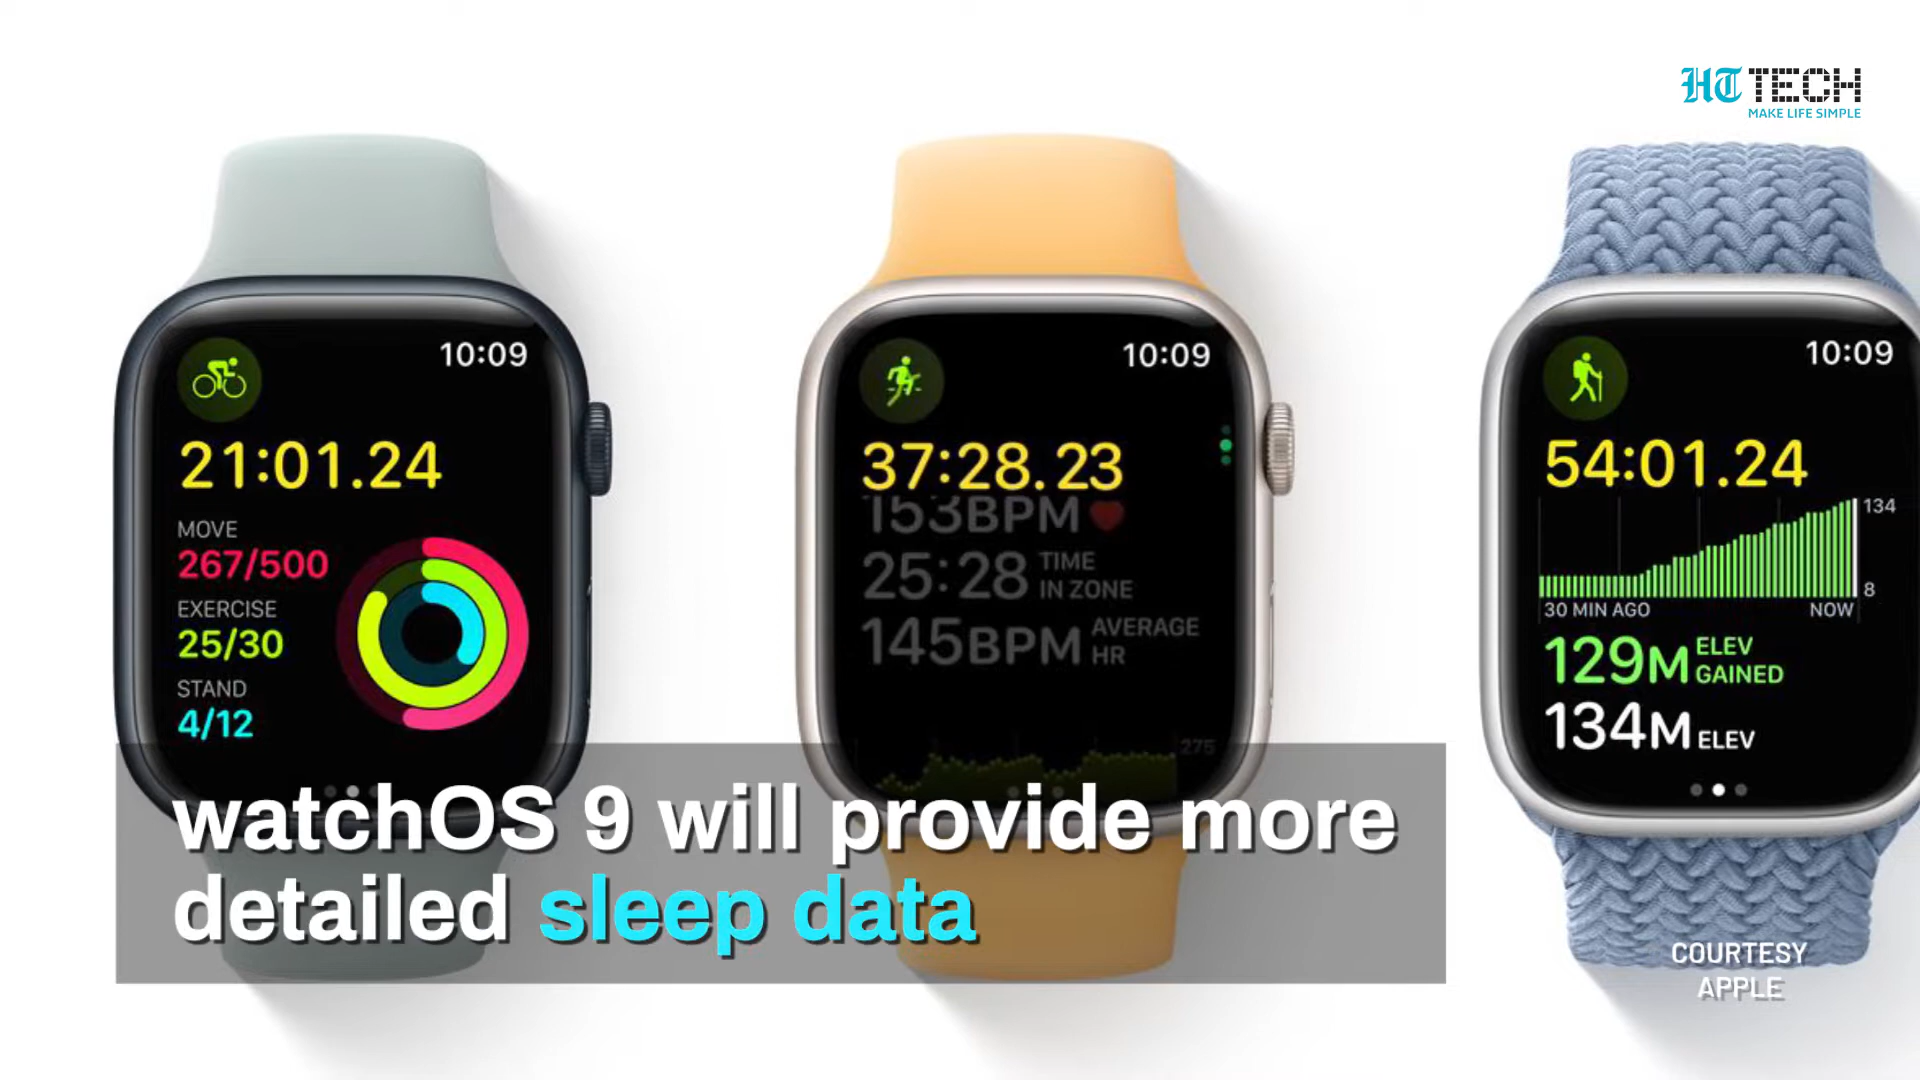 HT TECH
MAKE LIFE SIMPLE
10:09
21:01.24
MOVE
267/500
EXERCISE
25/30
STAND
4/12
10:09
37:28.23
153BPM
25:28 TIME IN ZONE
145BPM AVERAGE HR
275
10:09
54:01.24
134
8
30 MIN AGO NOW
129M ELEV GAINED
134M ELEV
watchOS 9 will provide more
detailed sleep data
COURTESY
APPLE